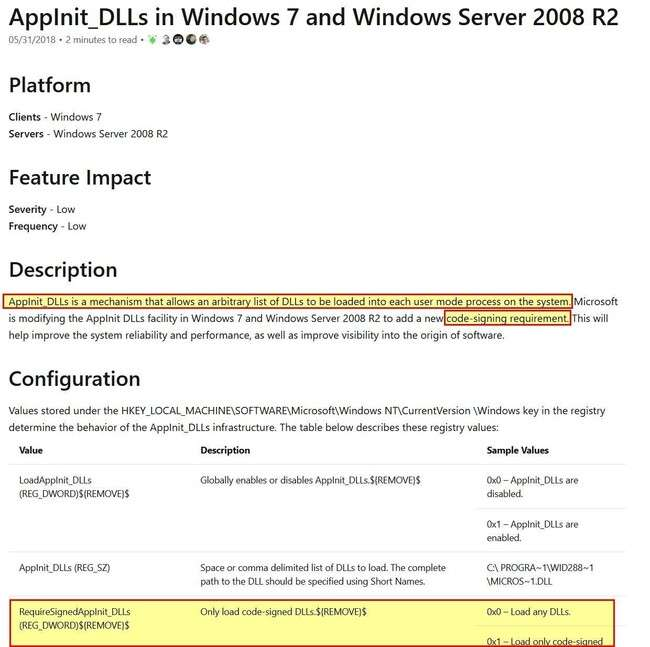 AppInit_DLLs in Windows 7 and Windows Server 2008 R2
05/31/2018 • 2 minutes to read •
Platform
Clients - Windows 7
Servers - Windows Server 2008 R2
Feature Impact
Severity - Low
Frequency - Low
Description
AppInit_DLLs is a mechanism that allows an arbitrary list of DLLs to be loaded into each user mode process on the system. Microsoft
is modifying the AppInit DLLs facility in Windows 7 and Windows Server 2008 R2 to add a new code-signing requirement. This will
help improve the system reliability and performance, as well as improve visibility into the origin of software.
Configuration
Values stored under the HKEY_LOCAL_MACHINE\SOFTWARE\Microsoft\Windows NT\CurrentVersion \Windows key in the registry
determine the behavior of the AppInit_DLLs infrastructure. The table below describes these registry values:
Value Description Sample Values
LoadAppInit_DLLs Globally enables or disables AppInit_DLLs.${REMOVE}$ 0x0 – AppInit_DLLs are
(REG_DWORD)${REMOVE}$ disabled.
0x1 – AppInit_DLLs are
enabled.
AppInit_DLLs (REG_SZ) Space or comma delimited list of DLLs to load. The complete C:\ PROGRA~1\WID288~1
path to the DLL should be specified using Short Names. \MICROS~1.DLL
RequireSignedAppInit_DLLs Only load code-signed DLLs.${REMOVE}$ 0x0 – Load any DLLs.
(REG_DWORD)${REMOVE}$
0x1 – Load only code-signed